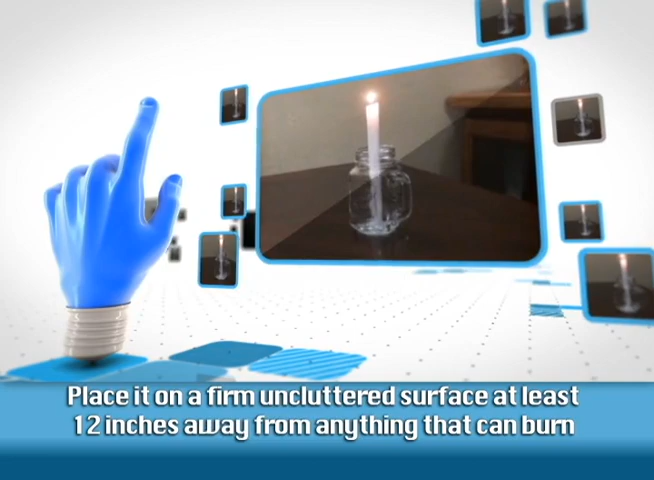 Place it on a firm uncluttered surface at least
12 inches away from anything that can burn